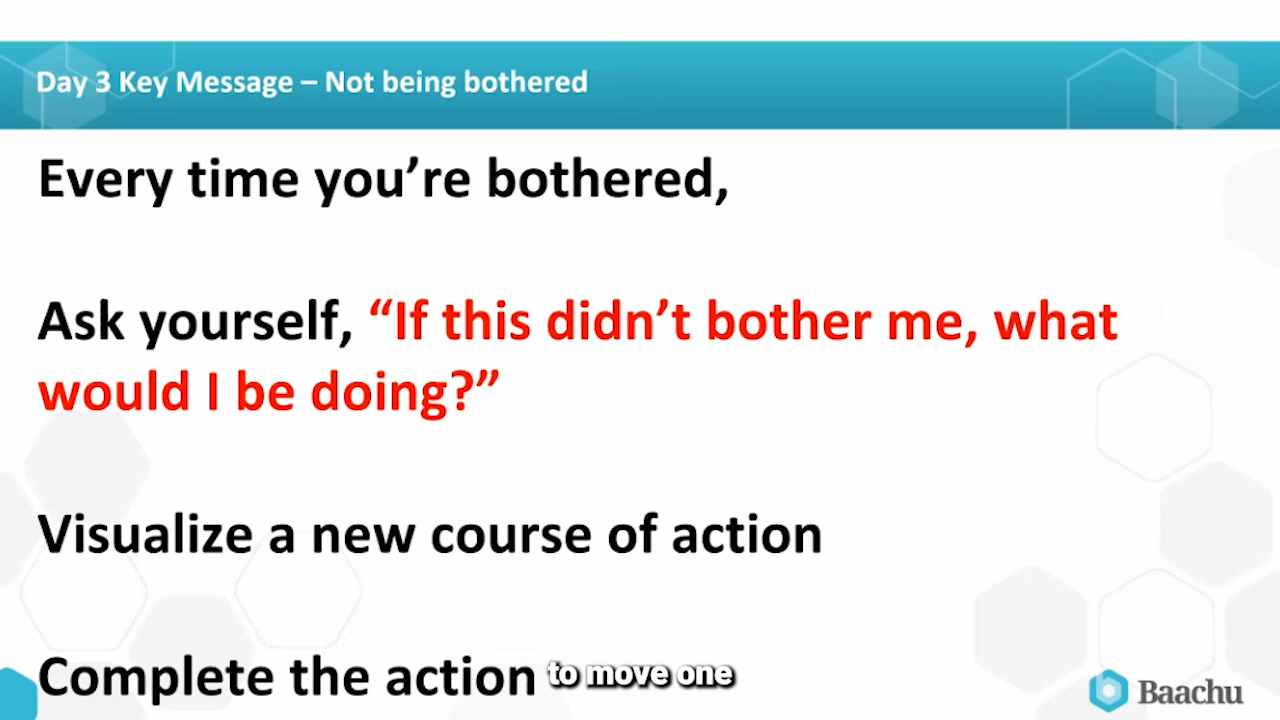 Day 3 Key Message – Not being bothered
Every time you’re bothered,
Ask yourself, “If this didn’t bother me, what
would I be doing?”
Visualize a new course of action
Complete the action
to move one
Baachu